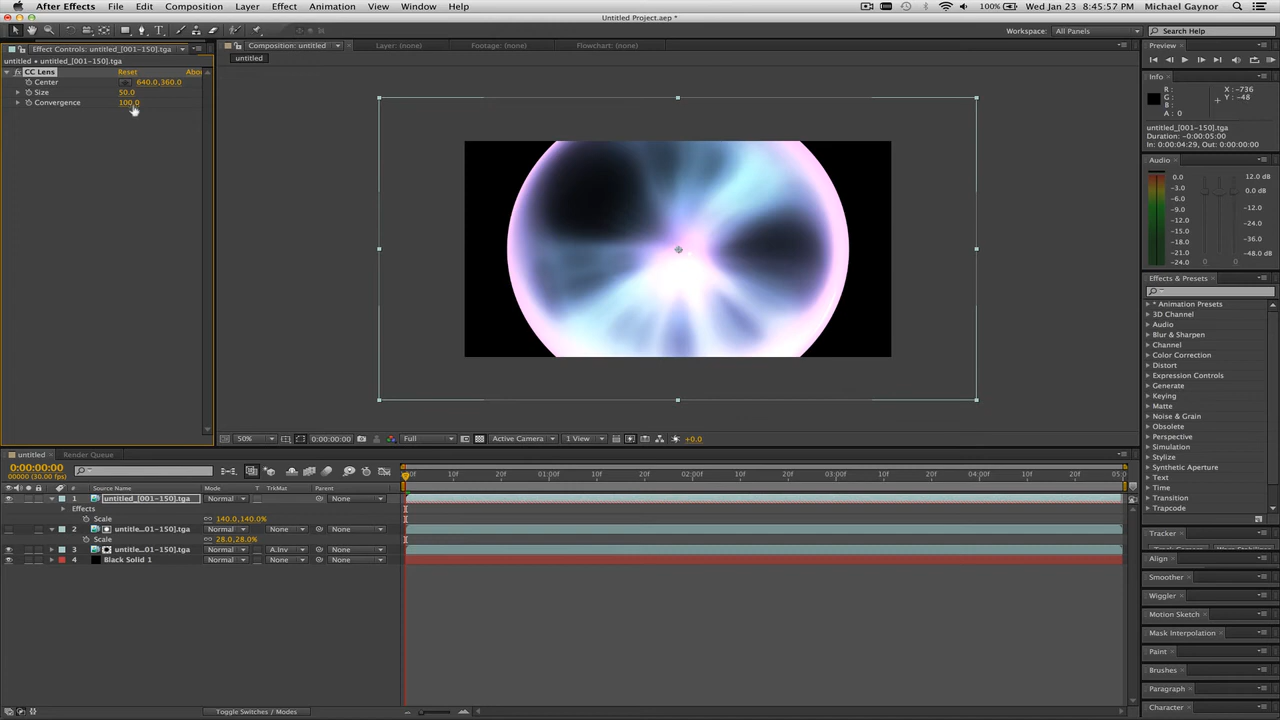 After Effects File Edit Composition Layer Effect Animation View Window Help 100% Wed Jan 23 8:45:57 PM Michael Gaynor
Untitled Project.aep *
Workspace: All Panels Search Help
Effect Controls: untitled_[001-150].tga
Composition: untitled Layer: (none) Footage: (none) Flowchart: (none)
Preview
untitled • untitled_[001-150].tga
untitled
fx CC Lens Reset Abo
Center 640.0,360.0
Size 50.0
Convergence 100.0
Info
R : X : -736
G : Y : -48
B :
A : 0
untitled_[001-150].tga
Duration: -0:00:05:00
In: 0:00:04:29, Out: 0:00:00:00
Audio
0.0 12.0 dB
-3.0 6.0
-6.0 0.0 dB
-9.0 -6.0
-12.0 -12.0
-15.0 -18.0
-18.0 -24.0
-21.0 -36.0
-24.0 -48.0 dB
Effects & Presets
* Animation Presets
3D Channel
Audio
Blur & Sharpen
Channel
Color Correction
Distort
Expression Controls
Generate
Keying
Matte
Noise & Grain
Obsolete
Perspective
Simulation
Stylize
Synthetic Aperture
Text
Time
Transition
Trapcode
Tracker
Align
Smoother
Wiggler
Motion Sketch
Mask Interpolation
Paint
Brushes
Paragraph
Character
50% 0:00:00:00 Full Active Camera 1 View +0.0
untitled Render Queue
0:00:00:00
00000 (30.00 fps)
10f 20f 01:00f 10f 20f 02:00f 10f 20f 03:00f 10f 20f 04:00f 10f 20f 05:0
# Source Name Mode T TrkMat Parent
1 untitled_[001-150].tga Normal None
Effects
Scale 140.0,140.0%
2 untitle...01-150].tga Normal None None
Scale 28.0,28.0%
3 untitle...01-150].tga Normal A.Inv None
4 Black Solid 1 Normal None None
Toggle Switches / Modes